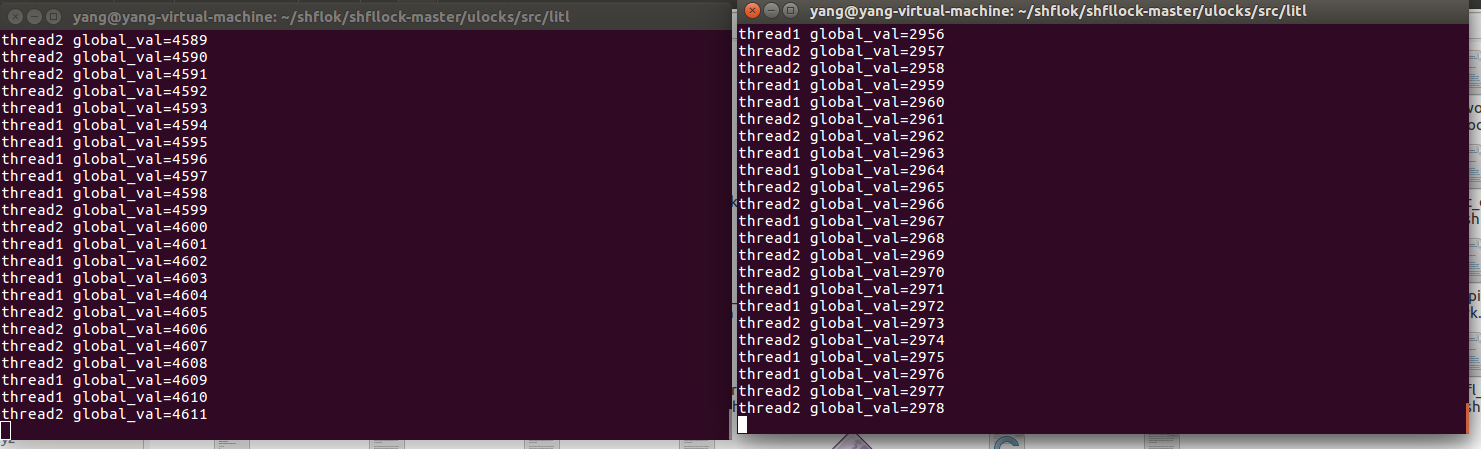 yang@yang-virtual-machine: ~/shflok/shfllock-master/ulocks/src/litl
thread2 global_val=4589
thread2 global_val=4590
thread2 global_val=4591
thread2 global_val=4592
thread1 global_val=4593
thread1 global_val=4594
thread2 global_val=4595
thread1 global_val=4596
thread1 global_val=4597
thread1 global_val=4598
thread2 global_val=4599
thread2 global_val=4600
thread1 global_val=4601
thread1 global_val=4602
thread1 global_val=4603
thread1 global_val=4604
thread2 global_val=4605
thread2 global_val=4606
thread2 global_val=4607
thread2 global_val=4608
thread1 global_val=4609
thread1 global_val=4610
thread2 global_val=4611
yang@yang-virtual-machine: ~/shflok/shfllock-master/ulocks/src/litl
thread1 global_val=2956
thread2 global_val=2957
thread2 global_val=2958
thread1 global_val=2959
thread1 global_val=2960
thread2 global_val=2961
thread2 global_val=2962
thread1 global_val=2963
thread1 global_val=2964
thread2 global_val=2965
thread2 global_val=2966
thread1 global_val=2967
thread1 global_val=2968
thread2 global_val=2969
thread2 global_val=2970
thread1 global_val=2971
thread1 global_val=2972
thread2 global_val=2973
thread2 global_val=2974
thread1 global_val=2975
thread1 global_val=2976
thread2 global_val=2977
thread2 global_val=2978